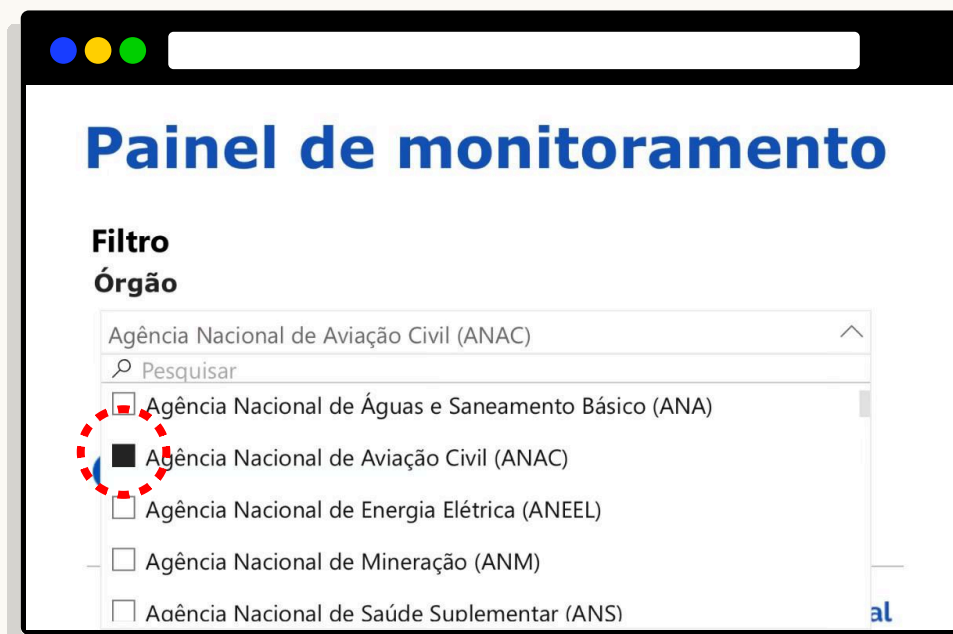 Painel de monitoramento
Filtro
Órgão
Agência Nacional de Aviação Civil (ANAC)
Pesquisar
Agência Nacional de Águas e Saneamento Básico (ANA)
Agência Nacional de Aviação Civil (ANAC)
Agência Nacional de Energia Elétrica (ANEEL)
Agência Nacional de Mineração (ANM)
Agência Nacional de Saúde Suplementar (ANS)
al